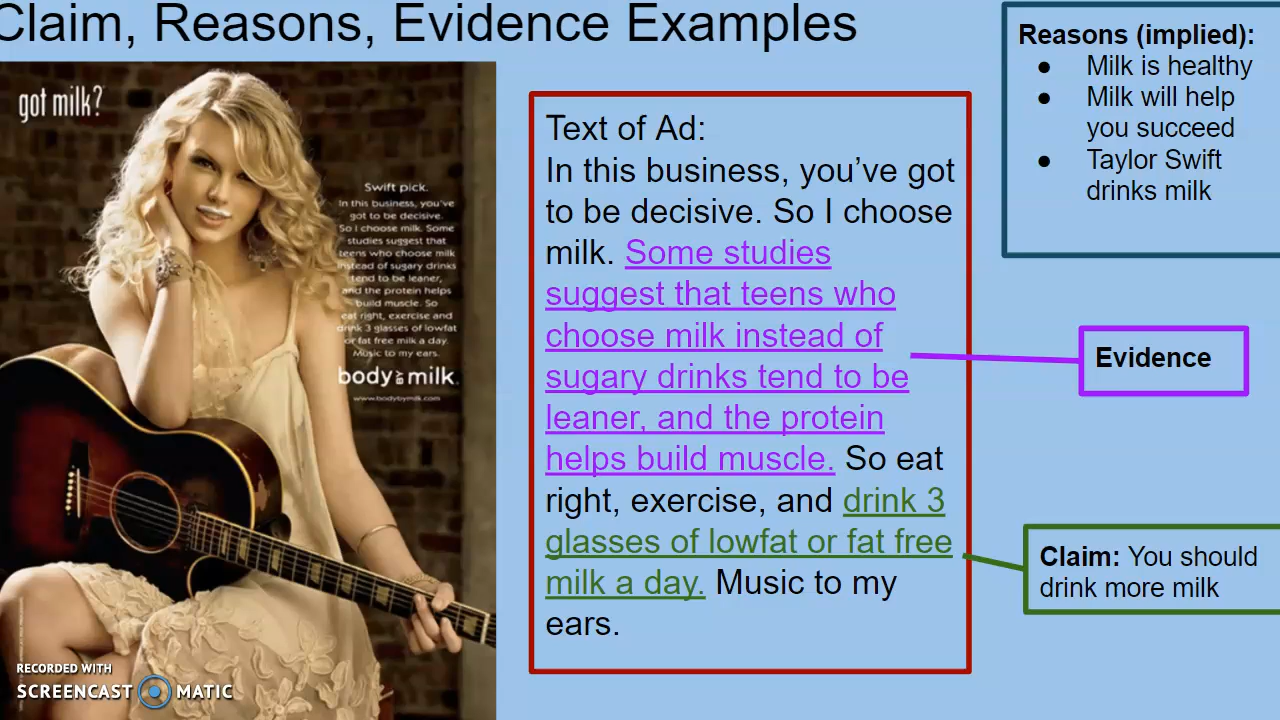 Claim, Reasons, Evidence Examples
got milk?
Swift pick.
In this business, you've
got to be decisive.
So I choose milk. Some
studies suggest that
teens who choose milk
instead of sugary drinks
tend to be leaner,
and the protein helps
build muscle. So
eat right, exercise and
drink 3 glasses of lowfat
or fat free milk a day.
Music to my ears.
body by milk.
www.bodybymilk.com
Text of Ad:
In this business, you've got
to be decisive. So I choose
milk. Some studies
suggest that teens who
choose milk instead of
sugary drinks tend to be
leaner, and the protein
helps build muscle. So eat
right, exercise, and drink 3
glasses of lowfat or fat free
milk a day. Music to my
ears.
Reasons (implied):
● Milk is healthy
● Milk will help
you succeed
● Taylor Swift
drinks milk
Evidence
Claim: You should
drink more milk
RECORDED WITH
SCREENCAST MATIC